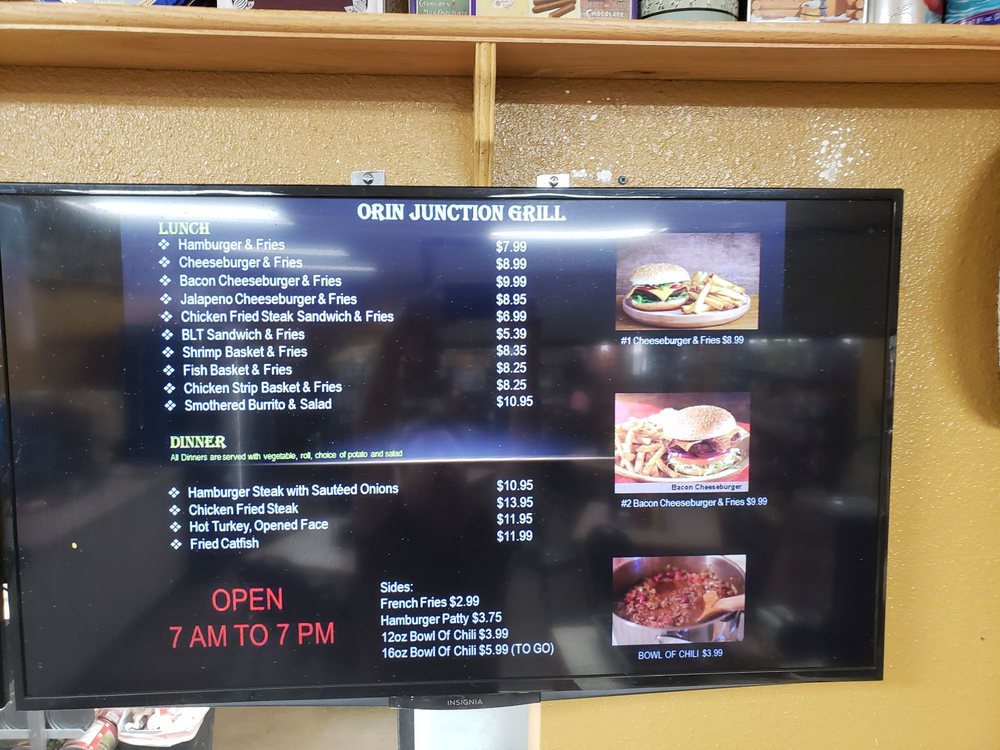 CHOCOLATE
ORIN JUNCTION GRILL
LUNCH
❖ Hamburger & Fries $7.99
❖ Cheeseburger & Fries $8.99
❖ Bacon Cheeseburger & Fries $9.99
❖ Jalapeno Cheeseburger & Fries $8.95
❖ Chicken Fried Steak Sandwich & Fries $6.99
❖ BLT Sandwich & Fries $5.39
❖ Shrimp Basket & Fries $8.35
❖ Fish Basket & Fries $8.25
❖ Chicken Strip Basket & Fries $8.25
❖ Smothered Burrito & Salad $10.95
DINNER
All Dinners are served with vegetable, roll, choice of potato and salad
❖ Hamburger Steak with Sautéed Onions $10.95
❖ Chicken Fried Steak $13.95
❖ Hot Turkey, Opened Face $11.95
❖ Fried Catfish $11.99
OPEN
7 AM TO 7 PM
Sides:
French Fries $2.99
Hamburger Patty $3.75
12oz Bowl Of Chili $3.99
16oz Bowl Of Chili $5.99 (TO GO)
#1 Cheeseburger & Fries $8.99
Bacon Cheeseburger
#2 Bacon Cheeseburger & Fries $9.99
BOWL OF CHILI $3.99
INSIGNIA